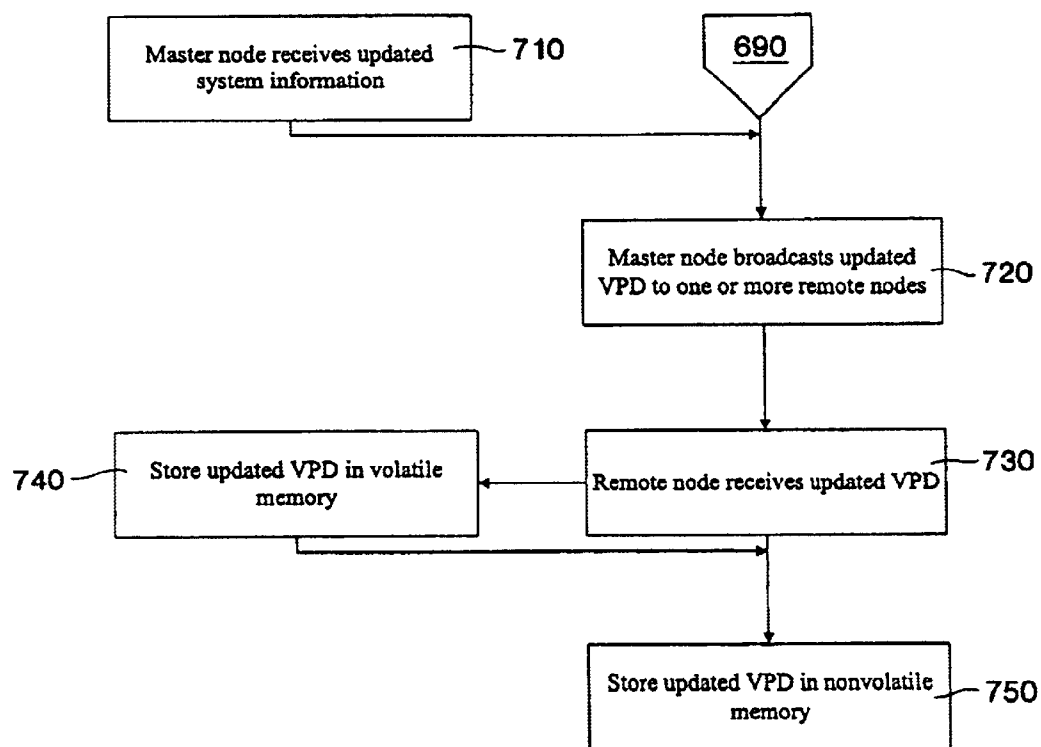 Master node receives updated
system information
710
690
Master node broadcasts updated
VPD to one or more remote nodes
720
740
Store updated VPD in volatile
memory
Remote node receives updated VPD
730
Store updated VPD in nonvolatile
memory
750